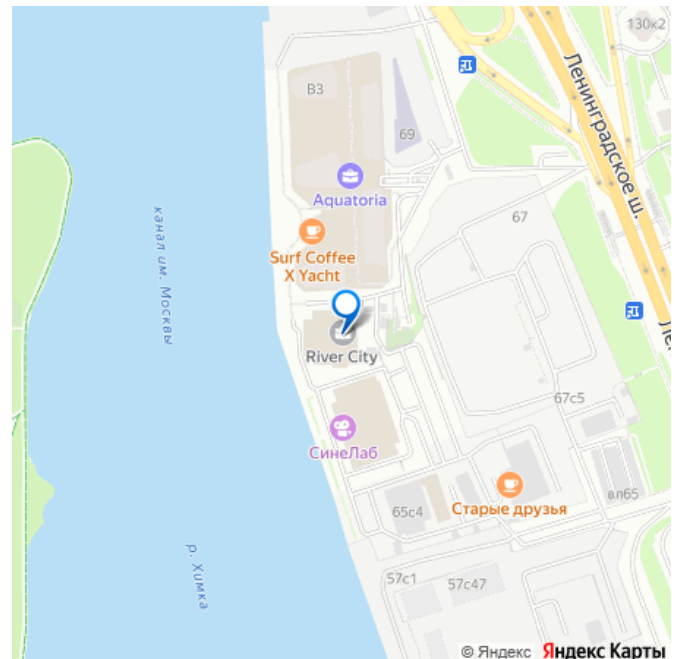 130к2
Ленинградское ш.
В3
69
Aquatoria
67
канал им. Москвы
Surf Coffee
X Yacht
River City
67с5
СинеЛаб
вл65
Старые друзья
65с4
р. Химка
57с1
57с47
© Яндекс Яндекс Карты